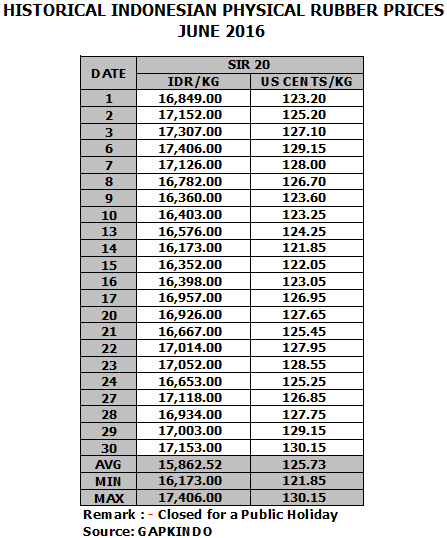 HISTORICAL INDONESIAN PHYSICAL RUBBER PRICES
JUNE 2016
DATE SIR 20
IDR/KG US CENTS/KG
1 16,849.00 123.20
2 17,152.00 125.20
3 17,307.00 127.10
6 17,406.00 129.15
7 17,126.00 128.00
8 16,782.00 126.70
9 16,360.00 123.60
10 16,403.00 123.25
13 16,576.00 124.25
14 16,173.00 121.85
15 16,352.00 122.05
16 16,398.00 123.05
17 16,957.00 126.95
20 16,926.00 127.65
21 16,667.00 125.45
22 17,014.00 127.95
23 17,052.00 128.55
24 16,653.00 125.25
27 17,118.00 126.85
28 16,934.00 127.75
29 17,003.00 129.15
30 17,153.00 130.15
AVG 15,862.52 125.73
MIN 16,173.00 121.85
MAX 17,406.00 130.15
Remark : - Closed for a Public Holiday
Source: GAPKINDO